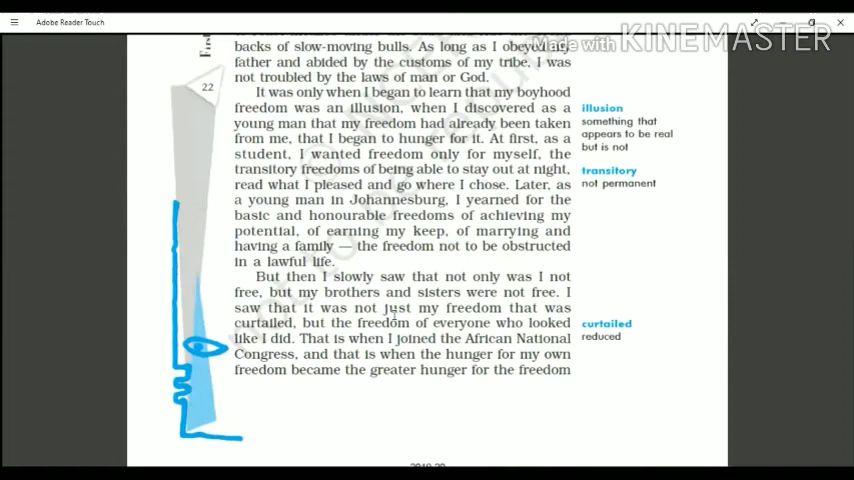 Adobe Reader Touch
Made with KINEMASTER
First
backs of slow-moving bulls. As long as I obeyed my
father and abided by the customs of my tribe, I was
not troubled by the laws of man or God.
22
It was only when I began to learn that my boyhood
freedom was an illusion, when I discovered as a
young man that my freedom had already been taken
from me, that I began to hunger for it. At first, as a
student, I wanted freedom only for myself, the
transitory freedoms of being able to stay out at night,
read what I pleased and go where I chose. Later, as
a young man in Johannesburg, I yearned for the
basic and honourable freedoms of achieving my
potential, of earning my keep, of marrying and
having a family — the freedom not to be obstructed
in a lawful life.
But then I slowly saw that not only was I not
free, but my brothers and sisters were not free. I
saw that it was not just my freedom that was
curtailed, but the freedom of everyone who looked
like I did. That is when I joined the African National
Congress, and that is when the hunger for my own
freedom became the greater hunger for the freedom
illusion
something that
appears to be real
but is not
transitory
not permanent
curtailed
reduced
not to be republished
© NCERT
2019-20